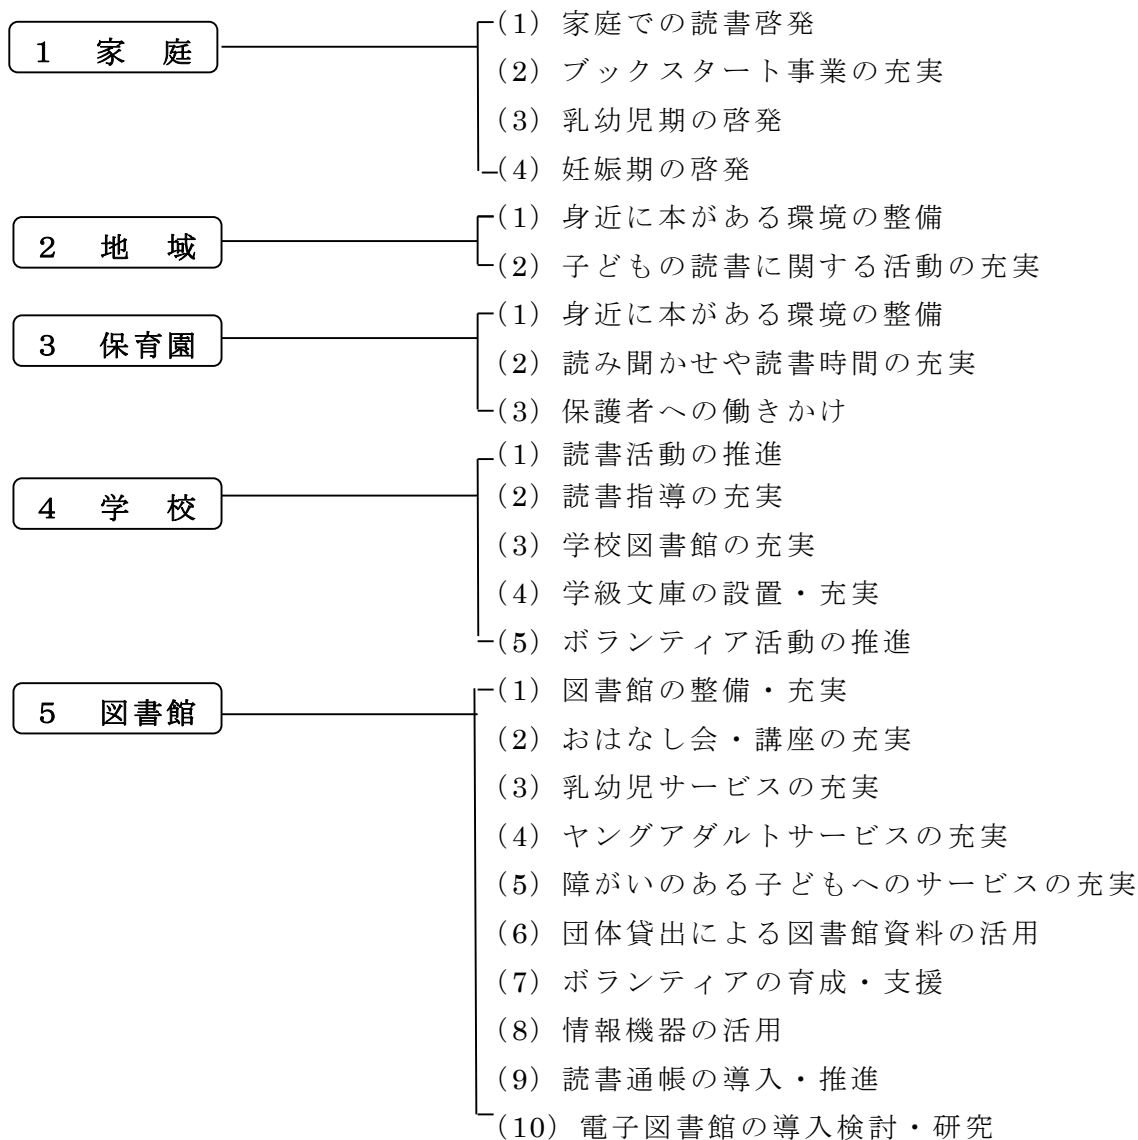 1 家 庭
(1) 家庭での読書啓発
(2) ブックスタート事業の充実
(3) 乳幼児期の啓発
(4) 妊娠期の啓発
2 地 域
(1) 身近に本がある環境の整備
(2) 子どもの読書に関する活動の充実
3 保育園
(1) 身近に本がある環境の整備
(2) 読み聞かせや読書時間の充実
(3) 保護者への働きかけ
4 学 校
(1) 読書活動の推進
(2) 読書指導の充実
(3) 学校図書館の充実
(4) 学級文庫の設置・充実
(5) ボランティア活動の推進
5 図書館
(1) 図書館の整備・充実
(2) おはなし会・講座の充実
(3) 乳幼児サービスの充実
(4) ヤングアダルトサービスの充実
(5) 障がいのある子どもへのサービスの充実
(6) 団体貸出による図書館資料の活用
(7) ボランティアの育成・支援
(8) 情報機器の活用
(9) 読書通帳の導入・推進
(10) 電子図書館の導入検討・研究